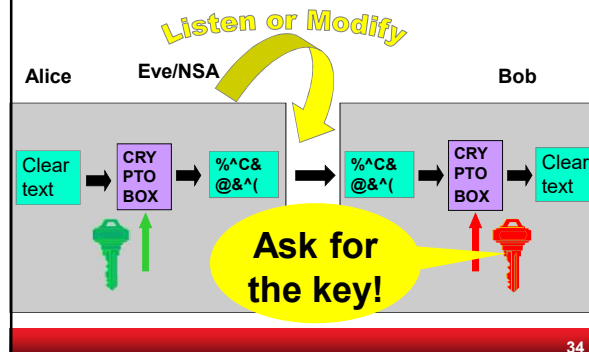 Listen or Modify
Alice
Eve/NSA
Bob
Clear
text
CRY
PTO
BOX
%^C&
@&^(
%^C&
@&^(
CRY
PTO
BOX
Clear
text
Ask for
the key!
34